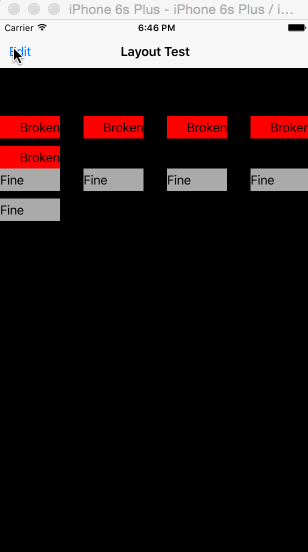 iPhone 6s Plus - iPhone 6s Plus / i...
Carrier 6:46 PM
Edit Layout Test
Broken Broken Broken Broken
Broken
Fine Fine Fine Fine
Fine